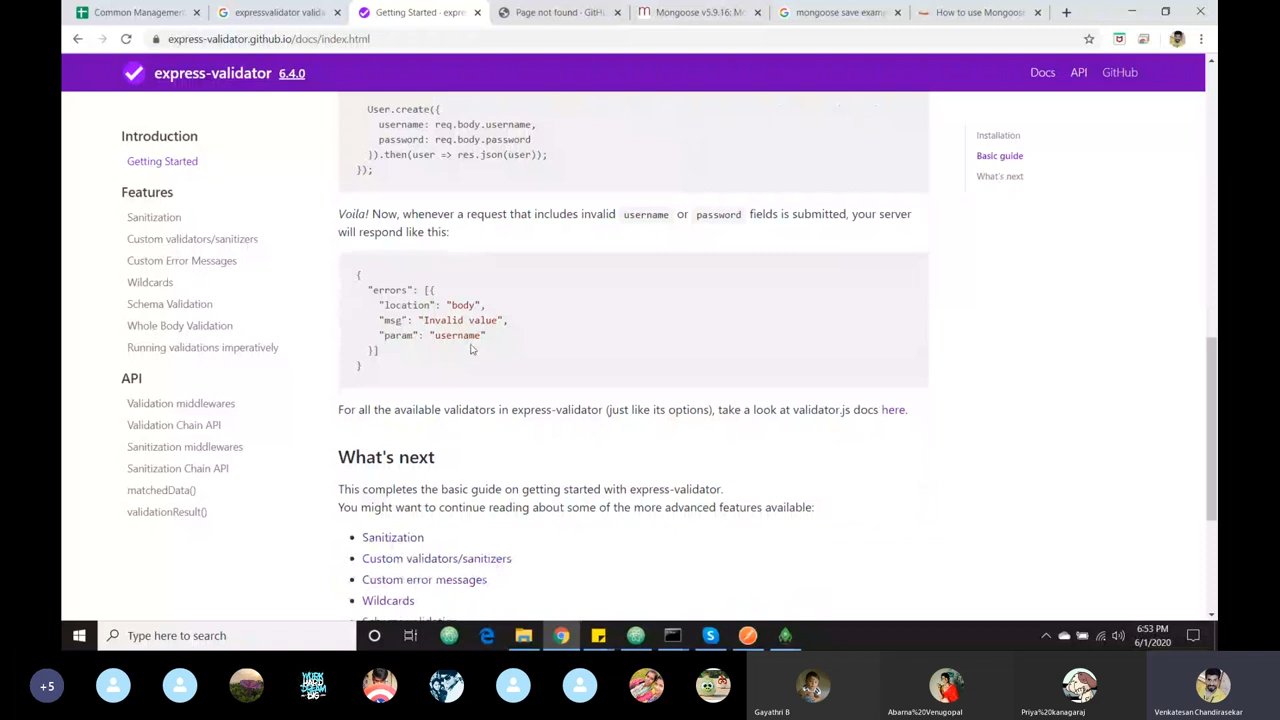 Common Management
expressvalidator valid
Getting Started · expre
Page not found · GitHu
Mongoose v5.9.16: Mo
mongoose save examp
How to use Mongoose
express-validator.github.io/docs/index.html
express-validator 6.4.0
Docs API GitHub
Introduction
Getting Started
Features
Sanitization
Custom validators/sanitizers
Custom Error Messages
Wildcards
Schema Validation
Whole Body Validation
Running validations imperatively
API
Validation middlewares
Validation Chain API
Sanitization middlewares
Sanitization Chain API
matchedData()
validationResult()
User.create({
username: req.body.username,
password: req.body.password
}).then(user => res.json(user));
});
Voila! Now, whenever a request that includes invalid username or password fields is submitted, your server
will respond like this:
{
"errors": [{
"location": "body",
"msg": "Invalid value",
"param": "username"
}]
}
For all the available validators in express-validator (just like its options), take a look at validator.js docs here.
What's next
This completes the basic guide on getting started with express-validator.
You might want to continue reading about some of the more advanced features available:
• Sanitization
• Custom validators/sanitizers
• Custom error messages
• Wildcards
Installation
Basic guide
What's next
Type here to search
6:53 PM
6/1/2020
+5
Gayathri B
Abarna%20Venugopal
Priya%20kanagaraj
Venkatesan Chandirasekar